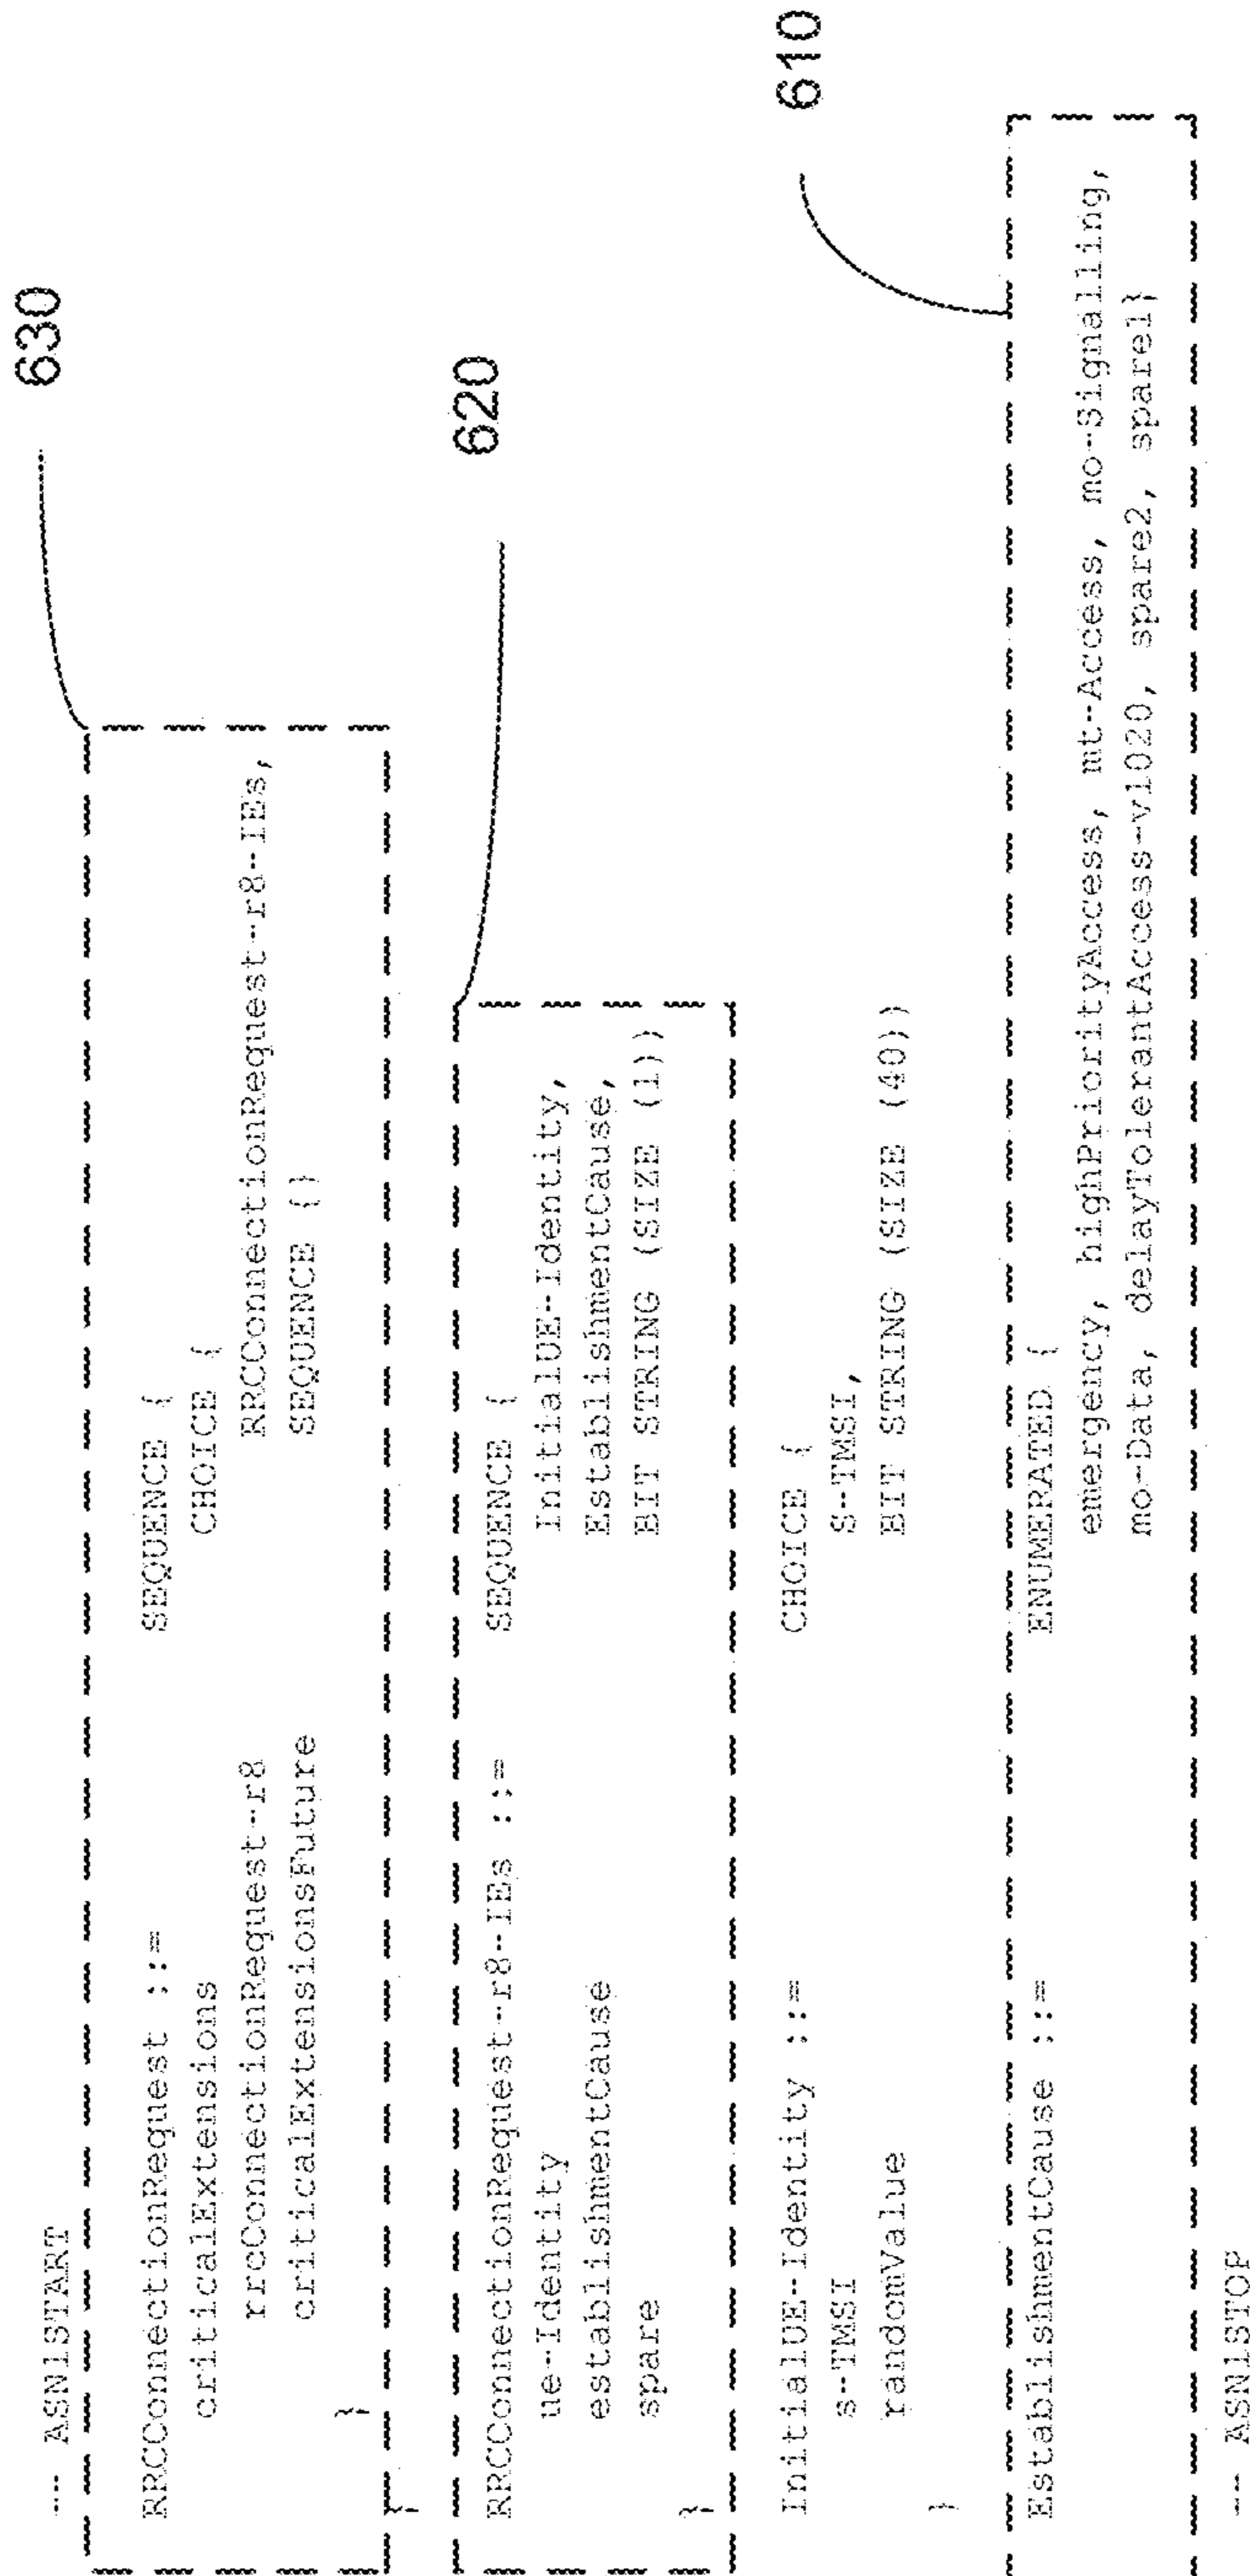 -- ASN1START
630
RRCConnectionRequest ::= SEQUENCE {
criticalExtensions CHOICE {
rrcConnectionRequest-r8 RRCConnectionRequest-r8-IEs,
criticalExtensionsFuture SEQUENCE {}
}
}
620
RRCConnectionRequest-r8-IEs ::= SEQUENCE {
ue-Identity InitialUE-Identity,
establishmentCause EstablishmentCause,
spare BIT STRING (SIZE (1))
}
InitialUE-Identity ::= CHOICE {
s-TMSI S-TMSI,
randomValue BIT STRING (SIZE (40))
}
610
EstablishmentCause ::= ENUMERATED {
emergency, highPriorityAccess, mt-Access, mo-Signalling,
mo-Data, delayTolerantAccess-v1020, spare2, spare1}
-- ASN1STOP